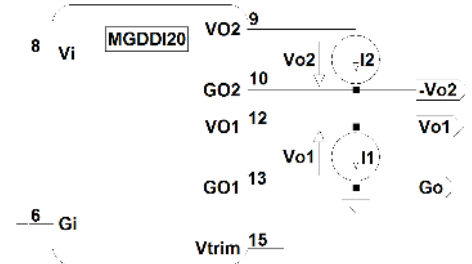 9
MGDDI20 VO2
8 Vi
Vo2 I2
10
GO2 -Vo2
12
VO1 Vo1
Vo1 I1
13
GO1 Go
6 Gi
15
Vtrim